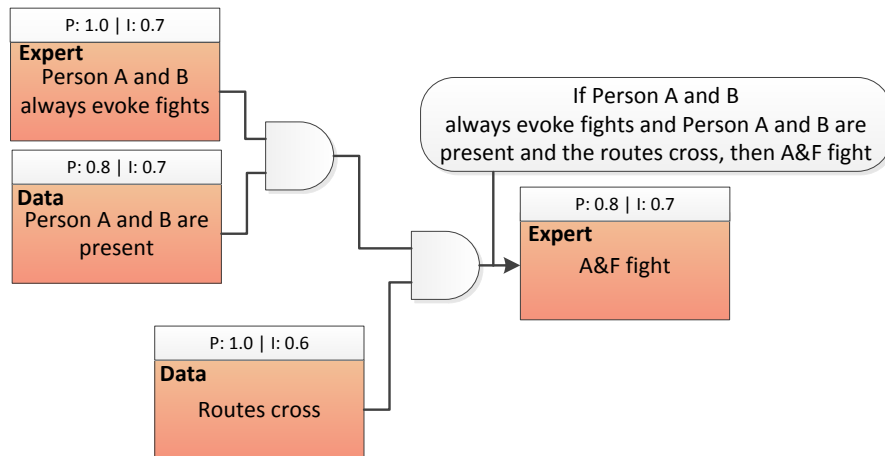 P: 1.0 | I: 0.7
Expert
Person A and B
always evoke fights
P: 0.8 | I: 0.7
Data
Person A and B are
present
If Person A and B
always evoke fights and Person A and B are
present and the routes cross, then A&F fight
P: 0.8 | I: 0.7
Expert
A&F fight
P: 1.0 | I: 0.6
Data
Routes cross